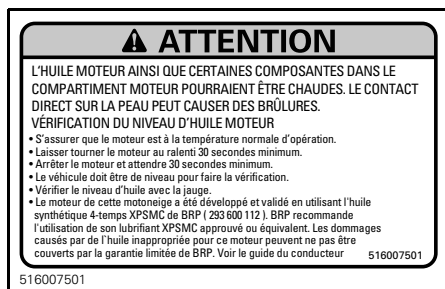 ATTENTION
L'HUILE MOTEUR AINSI QUE CERTAINES COMPOSANTES DANS LE
COMPARTIMENT MOTEUR POURRAIENT ÊTRE CHAUDES. LE CONTACT
DIRECT SUR LA PEAU PEUT CAUSER DES BRÛLURES.
VÉRIFICATION DU NIVEAU D'HUILE MOTEUR
• S'assurer que le moteur est à la température normale d'opération.
• Laisser tourner le moteur au ralenti 30 secondes minimum.
• Arrêter le moteur et attendre 30 secondes minimum.
• Le véhicule doit être de niveau pour faire la vérification.
• Vérifier le niveau d'huile avec la jauge.
• Le moteur de cette motoneige a été développé et validé en utilisant l'huile
synthétique 4-temps XPSMC de BRP ( 293 600 112 ). BRP recommande
l'utilisation de son lubrifiant XPSMC approuvé ou équivalent. Les dommages
causés par de l'huile inappropriée pour ce moteur peuvent ne pas être
couverts par la garantie limitée de BRP. Voir le guide du conducteur 516007501
516007501